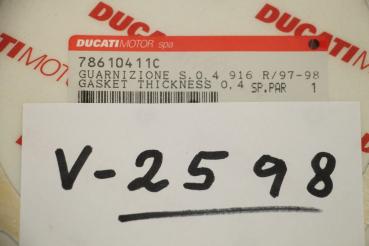 DUCATI
DUCATIMOTOR
DUCATI
DUCATIMOTOR spa
78610411C
GUARNIZIONE S.0,4 916 R/97-98
GASKET THICKNESS 0,4 SP.PAR 1
V-2598